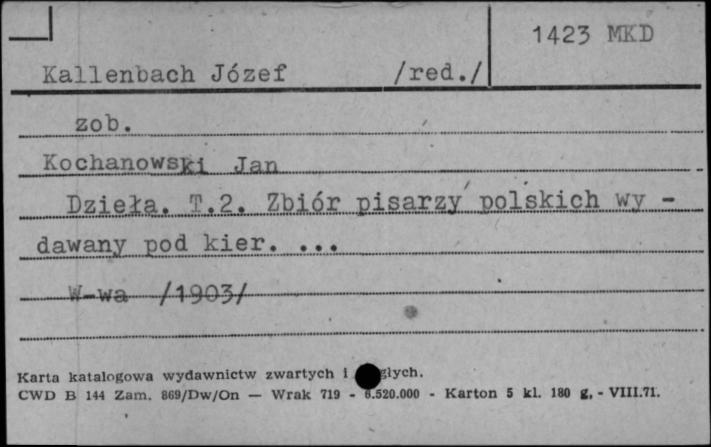 1423 MKD
Kallenbach Józef /red./
zob.
Kochanowski Jan
Dzieła. T.2. Zbiór pisarzy polskich wy -
dawany pod kier. ...
W-wa /1903/
Karta katalogowa wydawnictw zwartych i głych.
CWD B 144 Zam. 869/Dw/On — Wrak 719 - 6.520.000 - Karton 5 kl. 180 g, - VIII.71.